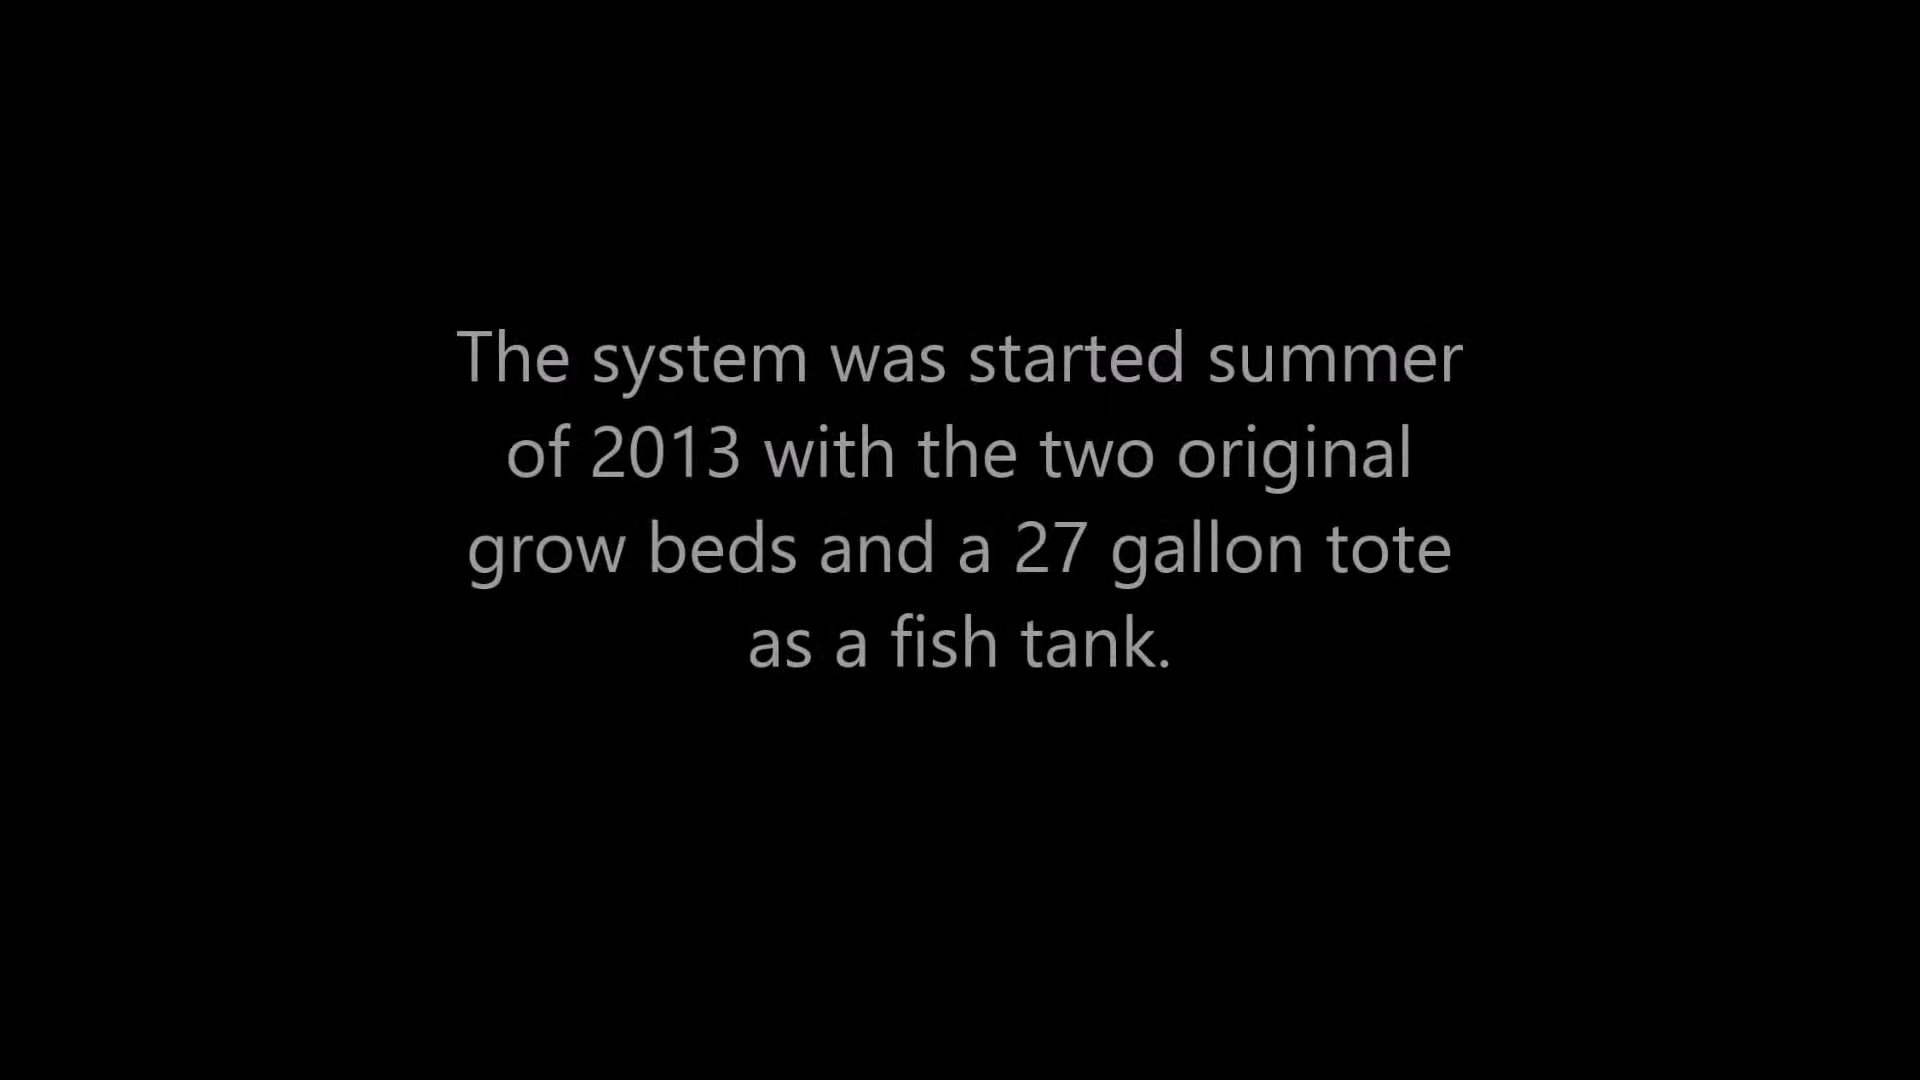 The system was started summer
of 2013 with the two original
grow beds and a 27 gallon tote
as a fish tank.